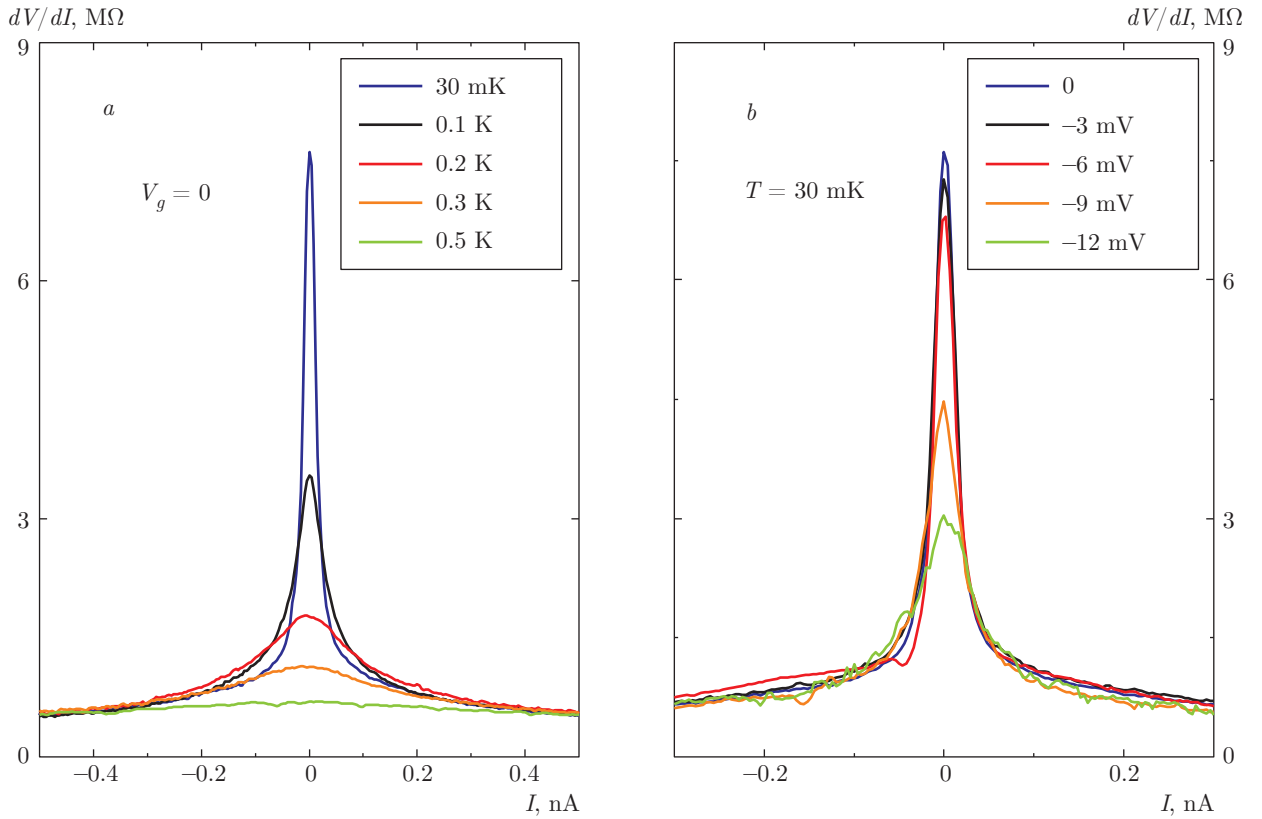 dV/dI, MΩ
9
6
3
0
a
V_g = 0
30 mK
0.1 K
0.2 K
0.3 K
0.5 K
–0.4
–0.2
0
0.2
0.4
I, nA
dV/dI, MΩ
9
6
3
0
b
T = 30 mK
0
–3 mV
–6 mV
–9 mV
–12 mV
–0.2
0
0.2
I, nA